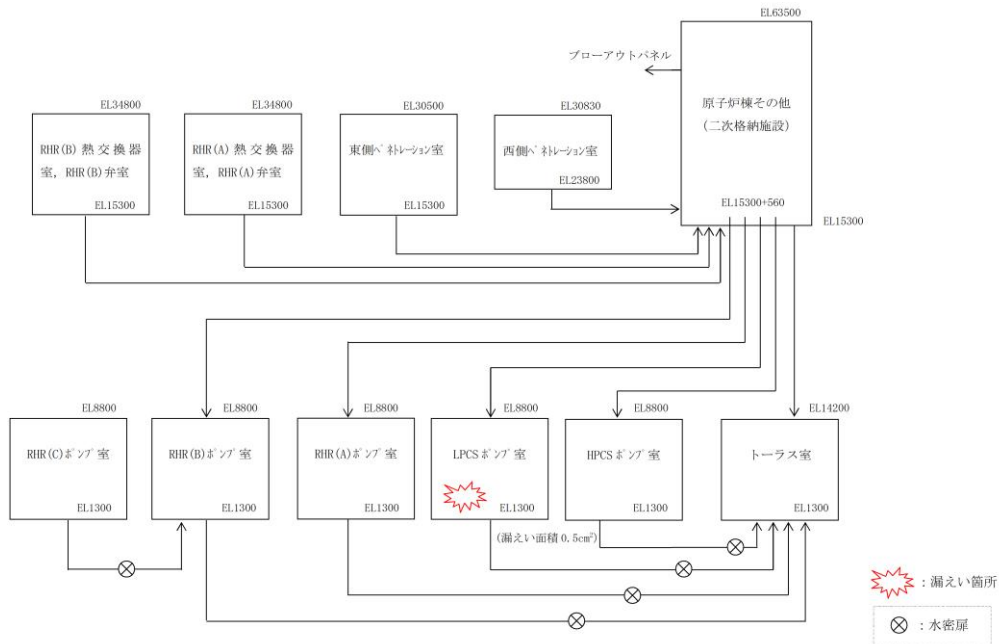 EL63500
ブローアウトパネル
原子炉棟その他
(二次格納施設)
EL15300+560
EL15300
EL34800
RHR(B)熱交換器
室, RHR(B)弁室
EL15300
EL34800
RHR(A)熱交換器
室, RHR(A)弁室
EL15300
EL30500
東側ペネトレーション室
EL15300
EL30830
西側ペネトレーション室
EL23800
EL8800
RHR(C)ポンプ室
EL1300
EL8800
RHR(B)ポンプ室
EL1300
EL8800
RHR(A)ポンプ室
EL1300
EL8800
LPCSポンプ室
EL1300
(漏えい面積0.5cm²)
EL8800
HPCSポンプ室
EL1300
EL14200
トーラス室
EL1300
:漏えい箇所
:水密扉